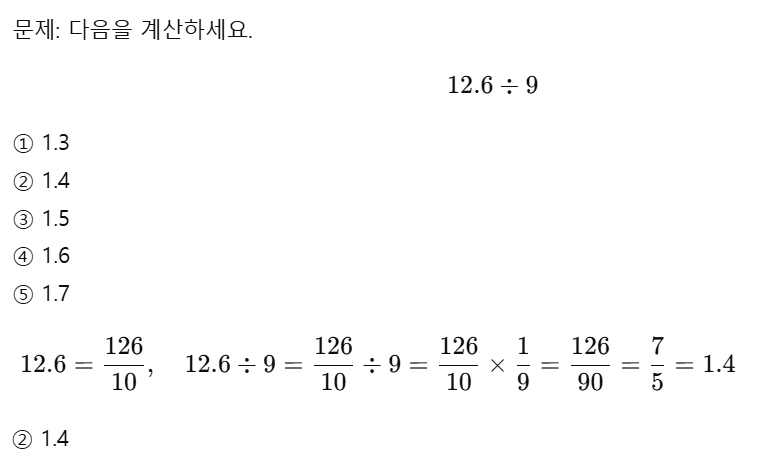 문제: 다음을 계산하세요.
12.6 ÷ 9
① 1.3
② 1.4
③ 1.5
④ 1.6
⑤ 1.7
12.6 = 126/10, 12.6 ÷ 9 = 126/10 ÷ 9 = 126/10 × 1/9 = 126/90 = 7/5 = 1.4
② 1.4